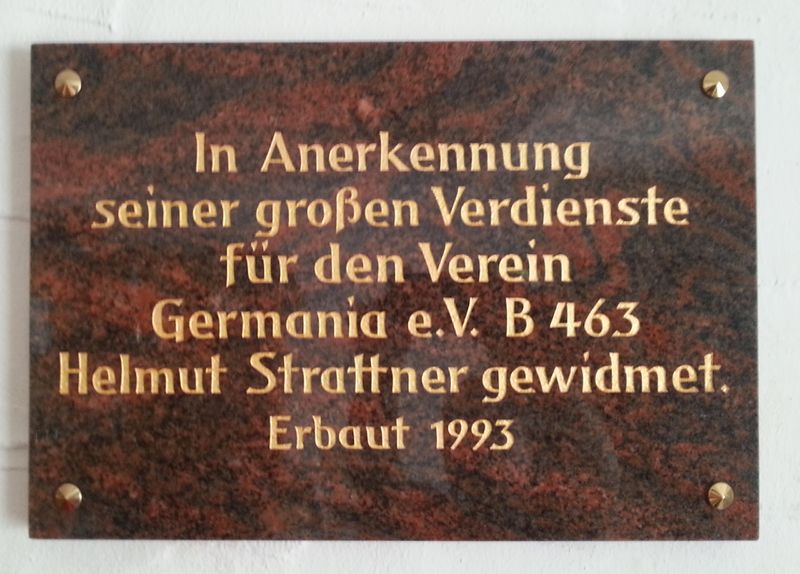 In Anerkennung
seiner großen Verdienste
für den Verein
Germania e.V. B 463
Helmut Strattner gewidmet.
Erbaut 1993